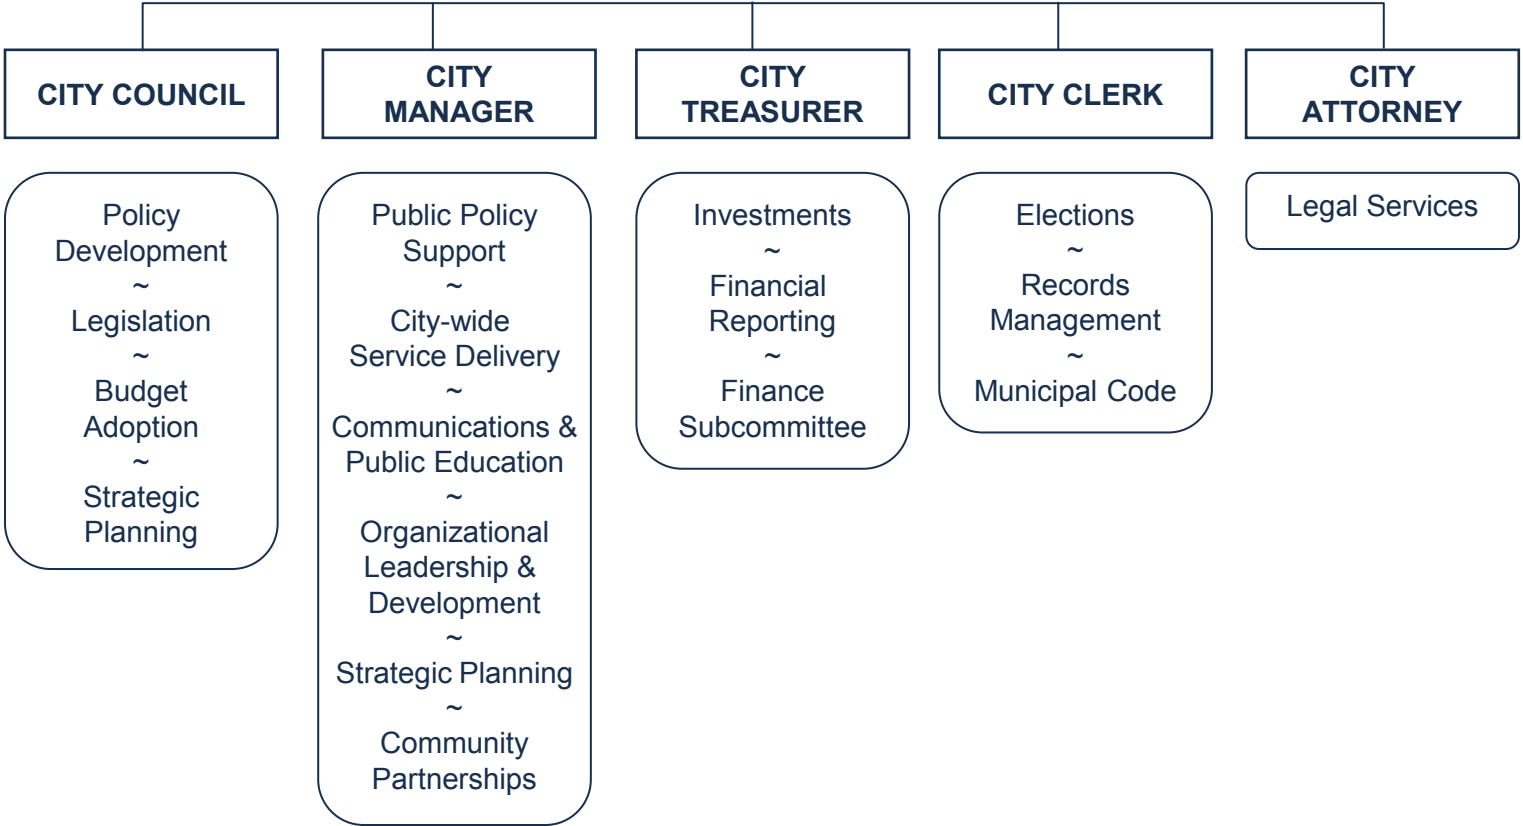 CITY COUNCIL
CITY
MANAGER
CITY
TREASURER
CITY CLERK
CITY
ATTORNEY
Policy
Development
~
Legislation
~
Budget
Adoption
~
Strategic
Planning
Public Policy
Support
~
City-wide
Service Delivery
~
Communications &
Public Education
~
Organizational
Leadership &
Development
~
Strategic Planning
~
Community
Partnerships
Investments
~
Financial
Reporting
~
Finance
Subcommittee
Elections
~
Records
Management
~
Municipal Code
Legal Services